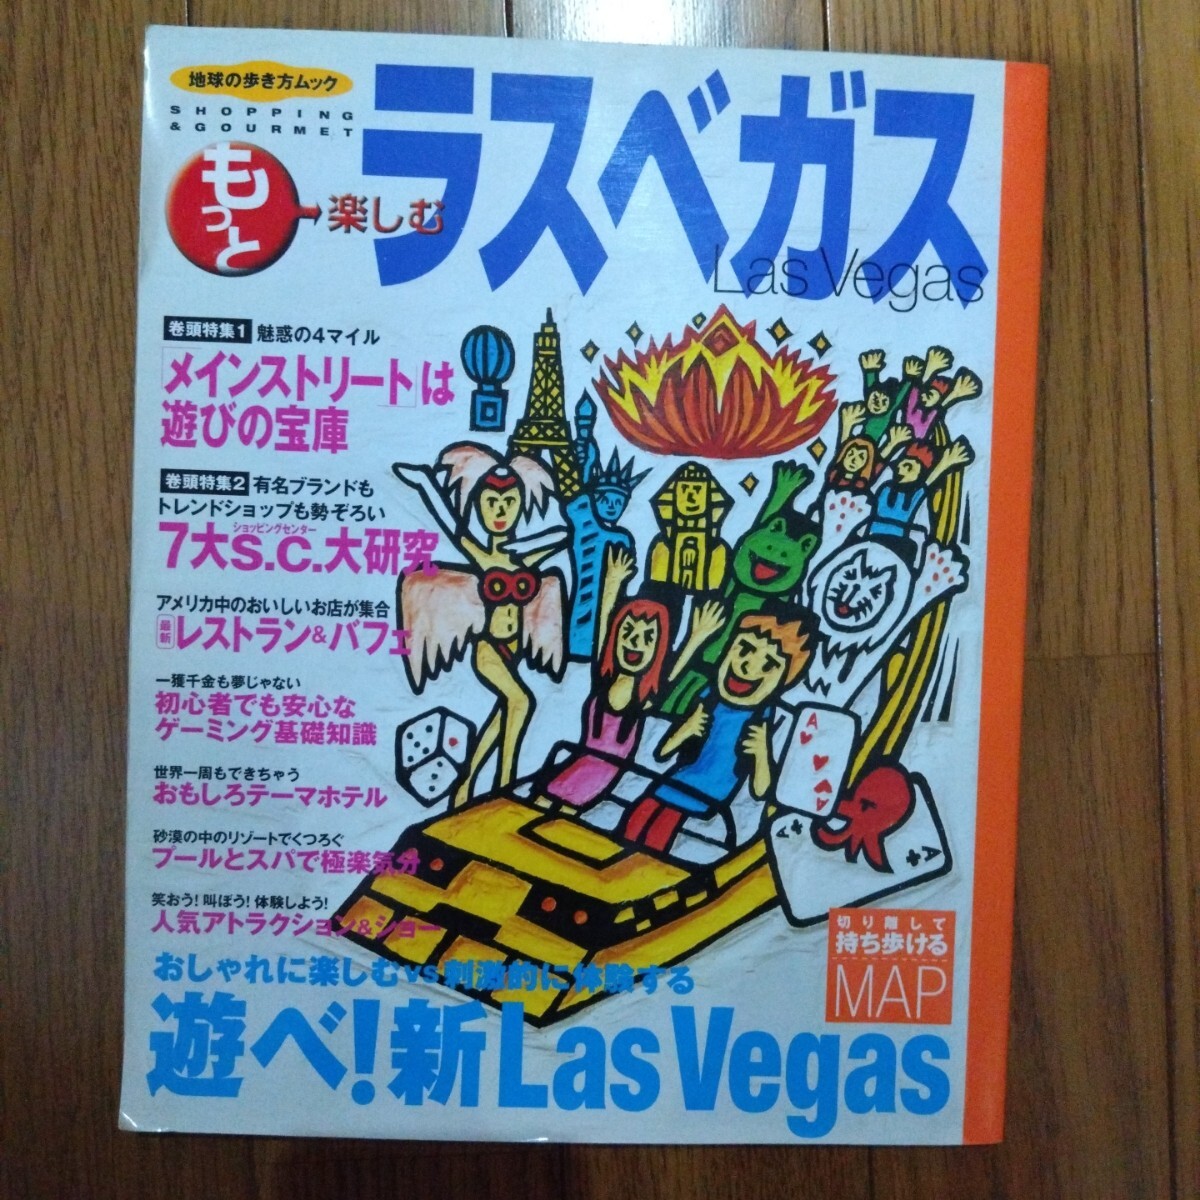 地球の歩き方ムック
SHOPPING
& GOURMET
もっと
楽しむ
ラスベガス
Las Vegas
巻頭特集1 魅惑の4マイル
「メインストリート」は
遊びの宝庫
巻頭特集2 有名ブランドも
トレンドショップも勢ぞろい
ショッピングセンター
7大S.C.大研究
アメリカ中のおいしいお店が集合
最新 レストラン&バフェ
一獲千金も夢じゃない
初心者でも安心な
ゲーミング基礎知識
世界一周もできちゃう
おもしろテーマホテル
砂漠の中のリゾートでくつろぐ
プールとスパで極楽気分
笑おう!叫ぼう!体験しよう!
人気アトラクション&ショー
A
A
A
A
切り離して
持ち歩ける
MAP
おしゃれに楽しむvs刺激的に体験する
遊べ!新Las Vegas